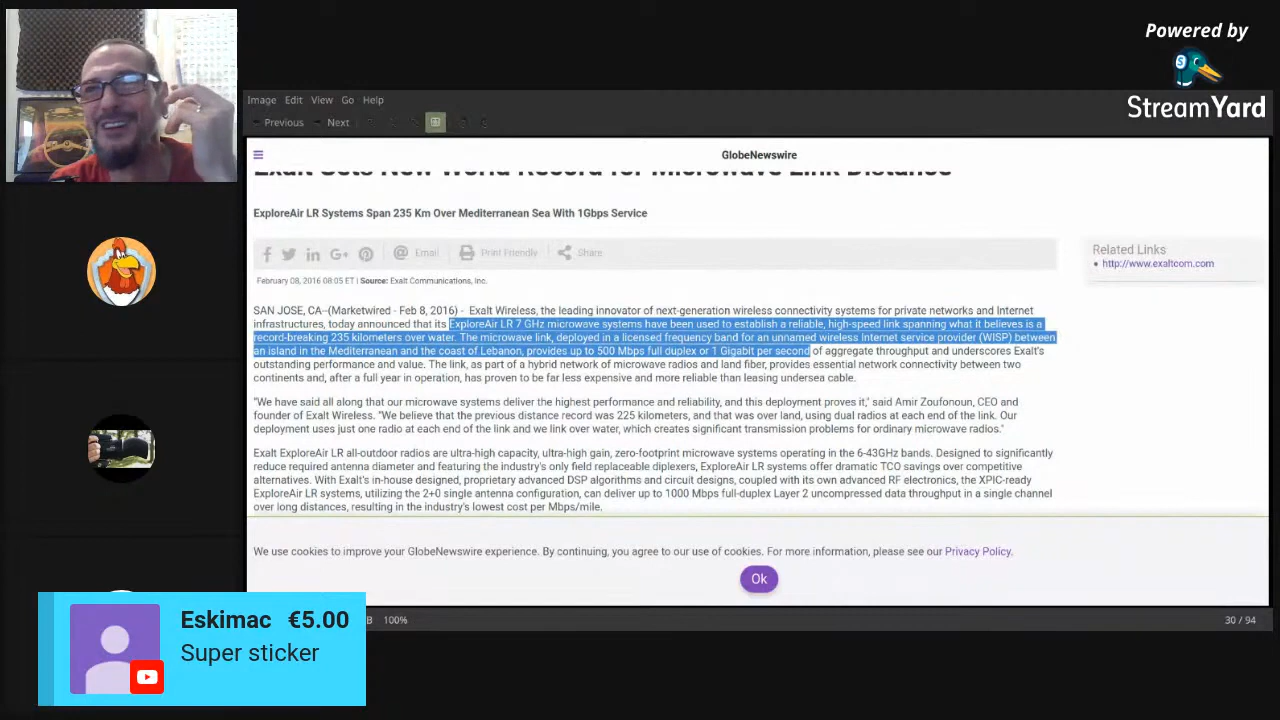 Powered by
StreamYard
Image Edit View Go Help
Previous Next
GlobeNewswire
Exalt Sets New World Record for Microwave Link Distance
ExploreAir LR Systems Span 235 Km Over Mediterranean Sea With 1Gbps Service
Email Print Friendly Share
Related Links
http://www.exaltcom.com
February 08, 2016 08:05 ET | Source: Exalt Communications, Inc.
SAN JOSE, CA--(Marketwired - Feb 8, 2016) - Exalt Wireless, the leading innovator of next-generation wireless connectivity systems for private networks and Internet
infrastructures, today announced that its ExploreAir LR 7 GHz microwave systems have been used to establish a reliable, high-speed link spanning what it believes is a
record-breaking 235 kilometers over water. The microwave link, deployed in a licensed frequency band for an unnamed wireless Internet service provider (WISP) between
an island in the Mediterranean and the coast of Lebanon, provides up to 500 Mbps full duplex or 1 Gigabit per second of aggregate throughput and underscores Exalt's
outstanding performance and value. The link, as part of a hybrid network of microwave radios and land fiber, provides essential network connectivity between two
continents and, after a full year in operation, has proven to be far less expensive and more reliable than leasing undersea cable.
"We have said all along that our microwave systems deliver the highest performance and reliability, and this deployment proves it," said Amir Zoufonoun, CEO and
founder of Exalt Wireless. "We believe that the previous distance record was 225 kilometers, and that was over land, using dual radios at each end of the link. Our
deployment uses just one radio at each end of the link and we link over water, which creates significant transmission problems for ordinary microwave radios."
Exalt ExploreAir LR all-outdoor radios are ultra-high capacity, ultra-high gain, zero-footprint microwave systems operating in the 6-43GHz bands. Designed to significantly
reduce required antenna diameter and featuring the industry's only field replaceable diplexers, ExploreAir LR systems offer dramatic TCO savings over competitive
alternatives. With Exalt's in-house designed, proprietary advanced DSP algorithms and circuit designs, coupled with its own advanced RF electronics, the XPIC-ready
ExploreAir LR systems, utilizing the 2+0 single antenna configuration, can deliver up to 1000 Mbps full-duplex Layer 2 uncompressed data throughput in a single channel
over long distances, resulting in the industry's lowest cost per Mbps/mile.
We use cookies to improve your GlobeNewswire experience. By continuing, you agree to our use of cookies. For more information, please see our Privacy Policy.
Ok
B 100%
30 / 94
Eskimac €5.00
Super sticker